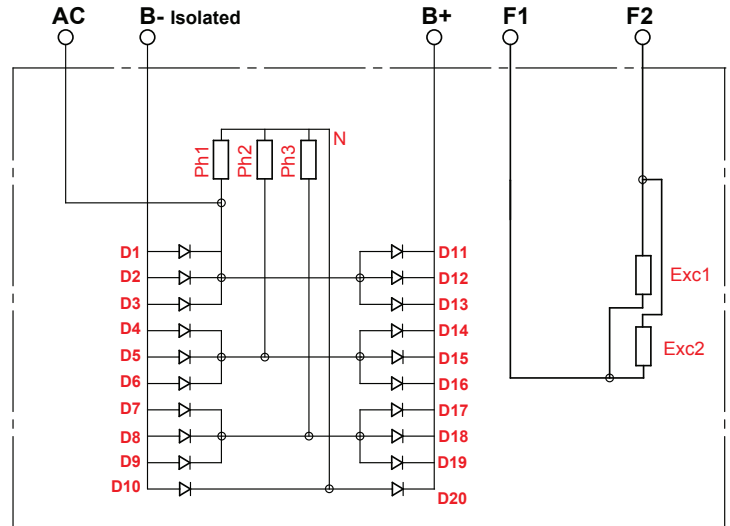 AC
B- Isolated
B+
F1
F2
N
Ph1
Ph2
Ph3
D1
D11
D2
D12
Exc1
D3
D13
D4
D14
D5
D15
Exc2
D6
D16
D7
D17
D8
D18
D9
D19
D10
D20